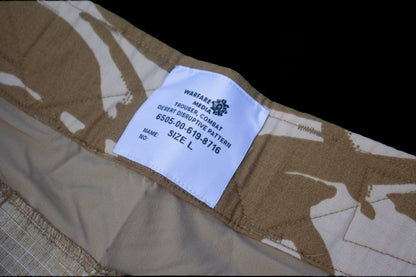 WARFARE
MEDIA
TROUSER, COMBAT
DESERT DISRUPTIVE PATTERN
6505-00-619-8716
SIZE L
NAME:
NO: